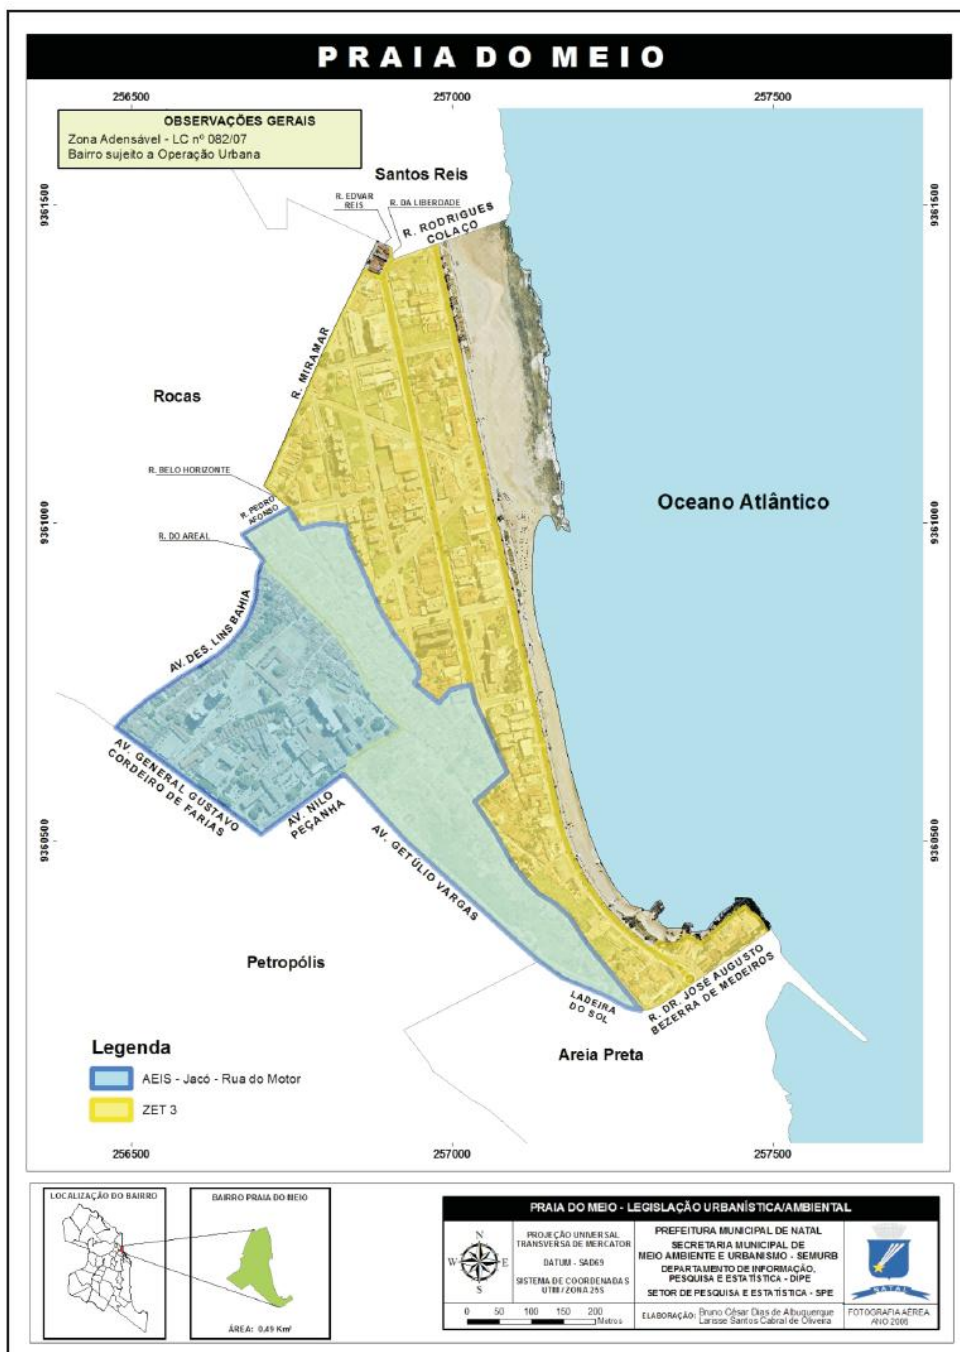 PRAIA DO MEIO
256500
257000
257500
OBSERVAÇÕES GERAIS
Zona Adensável - LC nº 082/07
Bairro sujeito a Operação Urbana
Santos Reis
R. EDVAR
REIS
R. DA LIBERDADE
R. RODRIGUES
COLAÇO
9361500
9361500
R. MIRAMAR
Rocas
R. BELO HORIZONTE
R. PEDRO
AFONSO
Oceano Atlântico
9361000
9361000
R. DO AREAL
AV. DES. LINS BAHIA
AV. GENERAL GUSTAVO
CORDEIRO DE FARIAS
AV. NILO
PEÇANHA
AV. GETÚLIO VARGAS
9360500
9360500
Petropólis
LADEIRA
DO SOL
R. DR. JOSÉ AUGUSTO
BEZERRA DE MEDEIROS
Areia Preta
Legenda
AEIS - Jacó - Rua do Motor
ZET 3
256500
257000
257500
LOCALIZAÇÃO DO BAIRRO
BAIRRO PRAIA DO MEIO
ÁREA: 0,49 Km²
PRAIA DO MEIO - LEGISLAÇÃO URBANÍSTICA/AMBIENTAL
N
W E
S
PROJEÇÃO UNIVERSAL
TRANSVERSA DE MERCATOR
DATUM - SAD69
SISTEMA DE COORDENADAS
UTM / ZONA 25S
0 50 100 150 200
Metros
PREFEITURA MUNICIPAL DE NATAL
SECRETARIA MUNICIPAL DE
MEIO AMBIENTE E URBANISMO - SEMURB
DEPARTAMENTO DE INFORMAÇÃO,
PESQUISA E ESTATÍSTICA - DIPE
SETOR DE PESQUISA E ESTATÍSTICA - SPE
ELABORAÇÃO: Bruno César Dias de Albuquerque
Larisse Santos Cabral de Oliveira
NATAL
FOTOGRAFIA AÉREA
ANO 2006